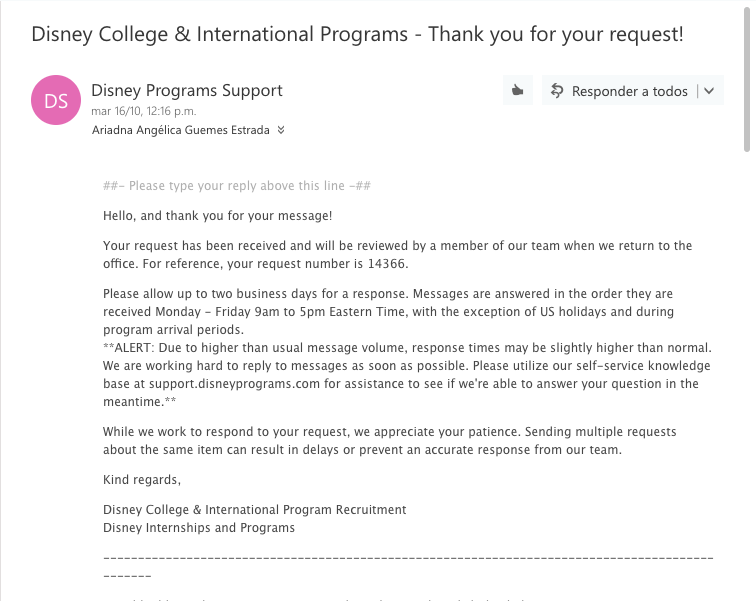 Disney College & International Programs - Thank you for your request!
DS
Disney Programs Support
mar 16/10, 12:16 p.m.
Responder a todos
Ariadna Angélica Guemes Estrada
##- Please type your reply above this line -##
Hello, and thank you for your message!
Your request has been received and will be reviewed by a member of our team when we return to the
office. For reference, your request number is 14366.
Please allow up to two business days for a response. Messages are answered in the order they are
received Monday - Friday 9am to 5pm Eastern Time, with the exception of US holidays and during
program arrival periods.
**ALERT: Due to higher than usual message volume, response times may be slightly higher than normal.
We are working hard to reply to messages as soon as possible. Please utilize our self-service knowledge
base at support.disneyprograms.com for assistance to see if we're able to answer your question in the
meantime.**
While we work to respond to your request, we appreciate your patience. Sending multiple requests
about the same item can result in delays or prevent an accurate response from our team.
Kind regards,
Disney College & International Program Recruitment
Disney Internships and Programs